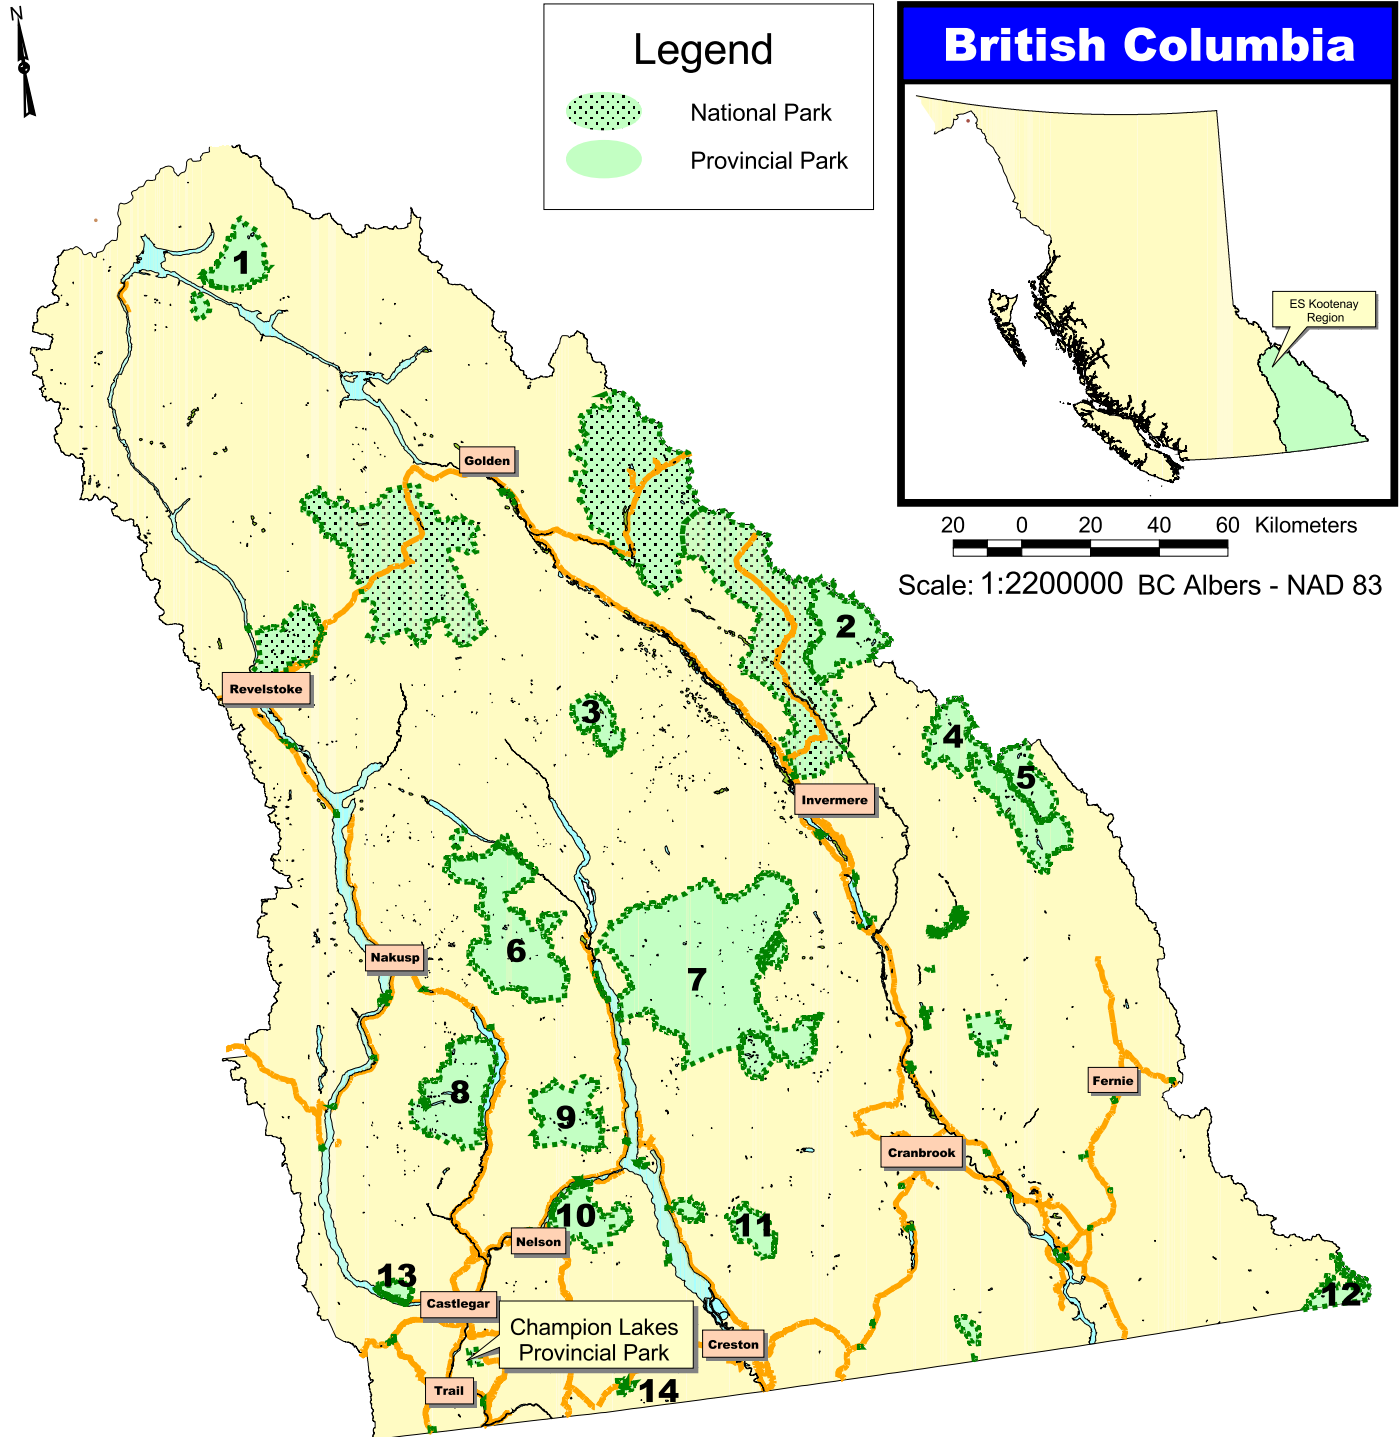 N
Legend
National Park
Provincial Park
British Columbia
ES Kootenay
Region
20 0 20 40 60 Kilometers
Scale: 1:2200000 BC Albers - NAD 83
1
Golden
2
Revelstoke
3
4
5
Invermere
6
Nakusp
7
8
Fernie
9
Cranbrook
10
11
Nelson
13
12
Castlegar
Champion Lakes
Provincial Park
Creston
Trail
14